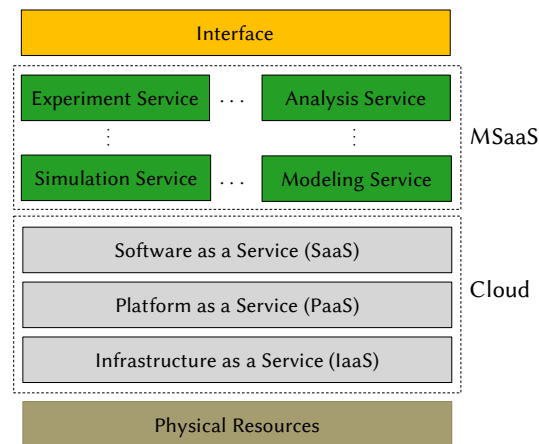 Interface
Experiment Service . . . Analysis Service
MSaaS
Simulation Service . . . Modeling Service
Software as a Service (SaaS)
Platform as a Service (PaaS)
Cloud
Infrastructure as a Service (IaaS)
Physical Resources